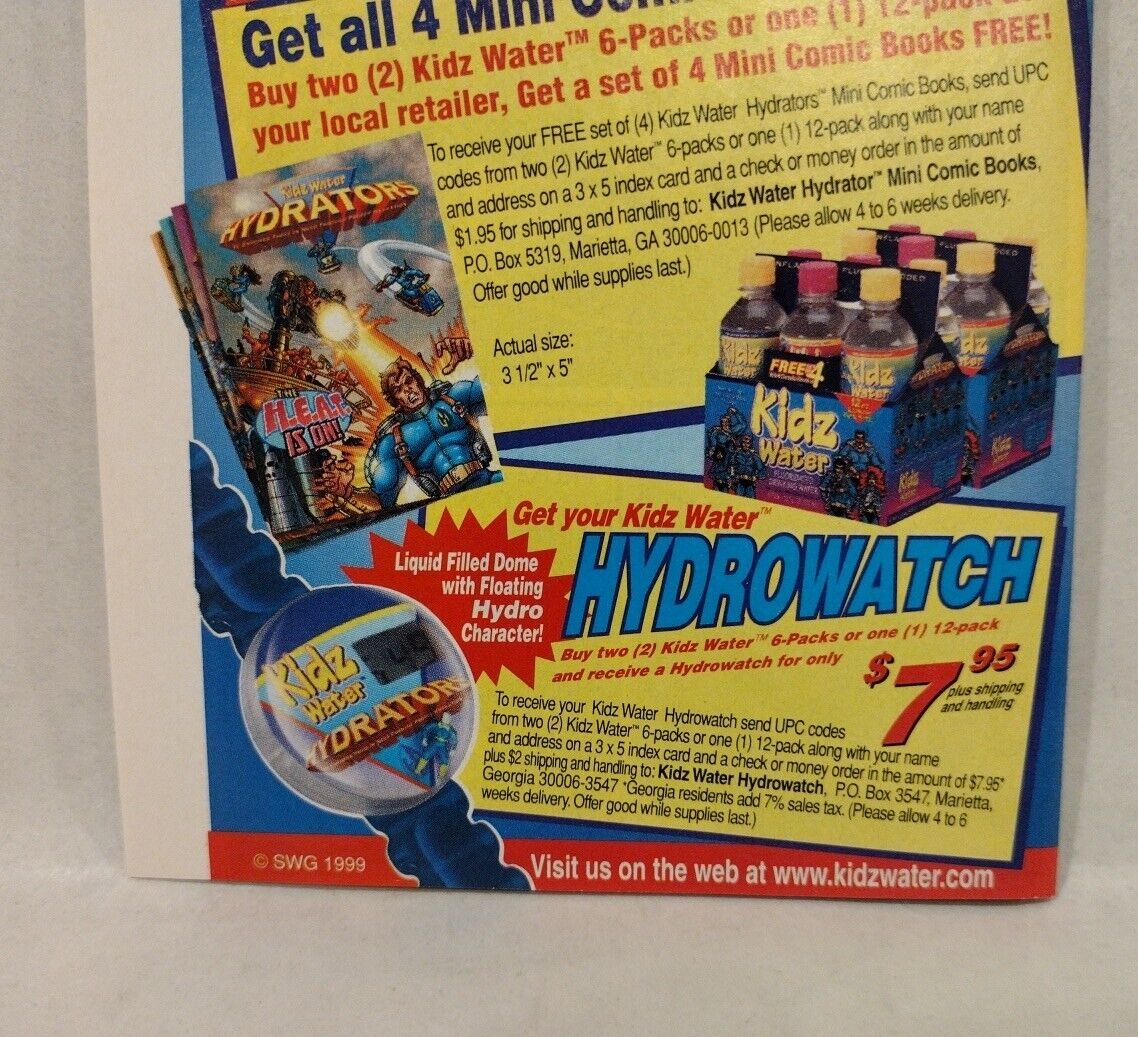 Get all 4 Mini
Buy two (2) Kidz Water™ 6-Packs or one (1) 12-pack
your local retailer, Get a set of 4 Mini Comic Books FREE!
To receive your FREE set of (4) Kidz Water Hydrators™ Mini Comic Books, send UPC
codes from two (2) Kidz Water™ 6-packs or one (1) 12-pack along with your name
and address on a 3 x 5 index card and a check or money order in the amount of
$1.95 for shipping and handling to: Kidz Water Hydrator™ Mini Comic Books,
P.O. Box 5319, Marietta, GA 30006-0013 (Please allow 4 to 6 weeks delivery.
Offer good while supplies last.)
Actual size:
3 1/2" x 5"
Kidz Water
HYDRATORS
THE
H.E.A.T.
IS ON!
Kidz
Water
Kidz
Water
FREE 4
Kidz
Water
Kidz
Get your Kidz Water™
HYDROWATCH
Liquid Filled Dome
with Floating
Hydro
Character!
Buy two (2) Kidz Water™ 6-Packs or one (1) 12-pack
and receive a Hydrowatch for only
$7.95
plus shipping
and handling
To receive your Kidz Water Hydrowatch send UPC codes
from two (2) Kidz Water™ 6-packs or one (1) 12-pack along with your name
and address on a 3 x 5 index card and a check or money order in the amount of $7.95*
plus $2 shipping and handling to: Kidz Water Hydrowatch, P.O. Box 3547, Marietta,
Georgia 30006-3547 *Georgia residents add 7% sales tax. (Please allow 4 to 6
weeks delivery. Offer good while supplies last.)
Kidz
Water
HYDRATORS
© SWG 1999
Visit us on the web at www.kidzwater.com